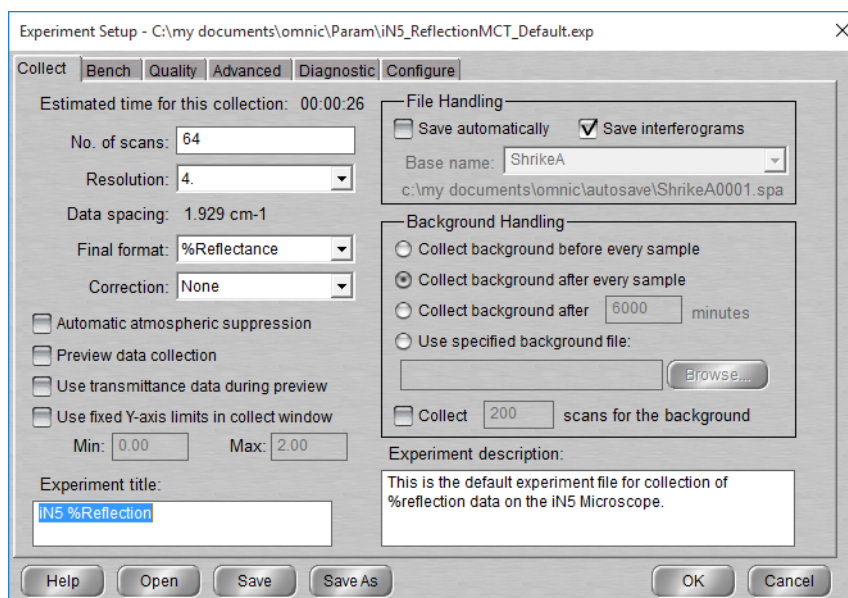 Experiment Setup - C:\my documents\omnic\Param\iN5_ReflectionMCT_Default.exp
Collect Bench Quality Advanced Diagnostic Configure
Estimated time for this collection: 00:00:26
No. of scans: 64
Resolution: 4.
Data spacing: 1.929 cm-1
Final format: %Reflectance
Correction: None
Automatic atmospheric suppression
Preview data collection
Use transmittance data during preview
Use fixed Y-axis limits in collect window
Min: 0.00 Max: 2.00
Experiment title:
iN5 %Reflection
File Handling
Save automatically Save interferograms
Base name: ShrikeA
c:\my documents\omnic\autosave\ShrikeA0001.spa
Background Handling
Collect background before every sample
Collect background after every sample
Collect background after 6000 minutes
Use specified background file:
Browse...
Collect 200 scans for the background
Experiment description:
This is the default experiment file for collection of
%reflection data on the iN5 Microscope.
Help Open Save Save As OK Cancel